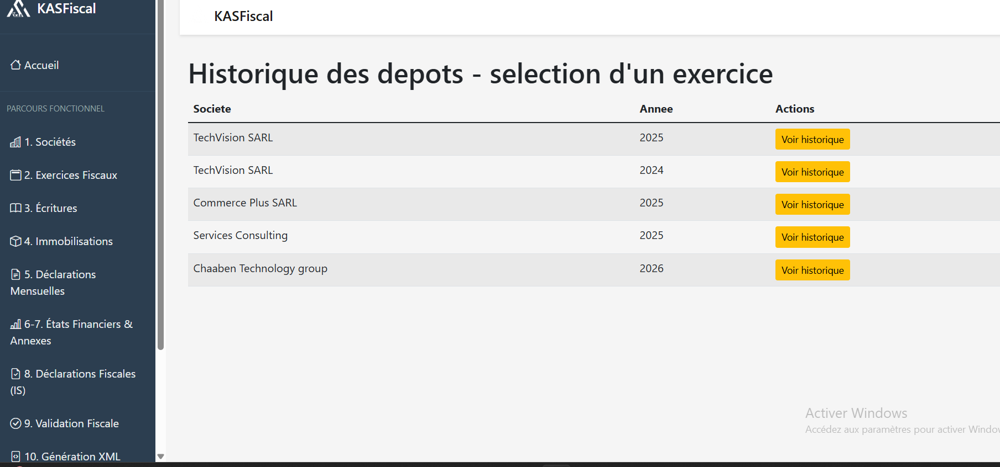 KASFiscal
Accueil
PARCOURS FONCTIONNEL
1. Sociétés
2. Exercices Fiscaux
3. Écritures
4. Immobilisations
5. Déclarations
Mensuelles
6-7. États Financiers &
Annexes
8. Déclarations Fiscales
(IS)
9. Validation Fiscale
10. Génération XML
KASFiscal
Historique des depots - selection d'un exercice
Societe Annee Actions
TechVision SARL 2025 Voir historique
TechVision SARL 2024 Voir historique
Commerce Plus SARL 2025 Voir historique
Services Consulting 2025 Voir historique
Chaaben Technology group 2026 Voir historique
Activer Windows
Accédez aux paramètres pour activer